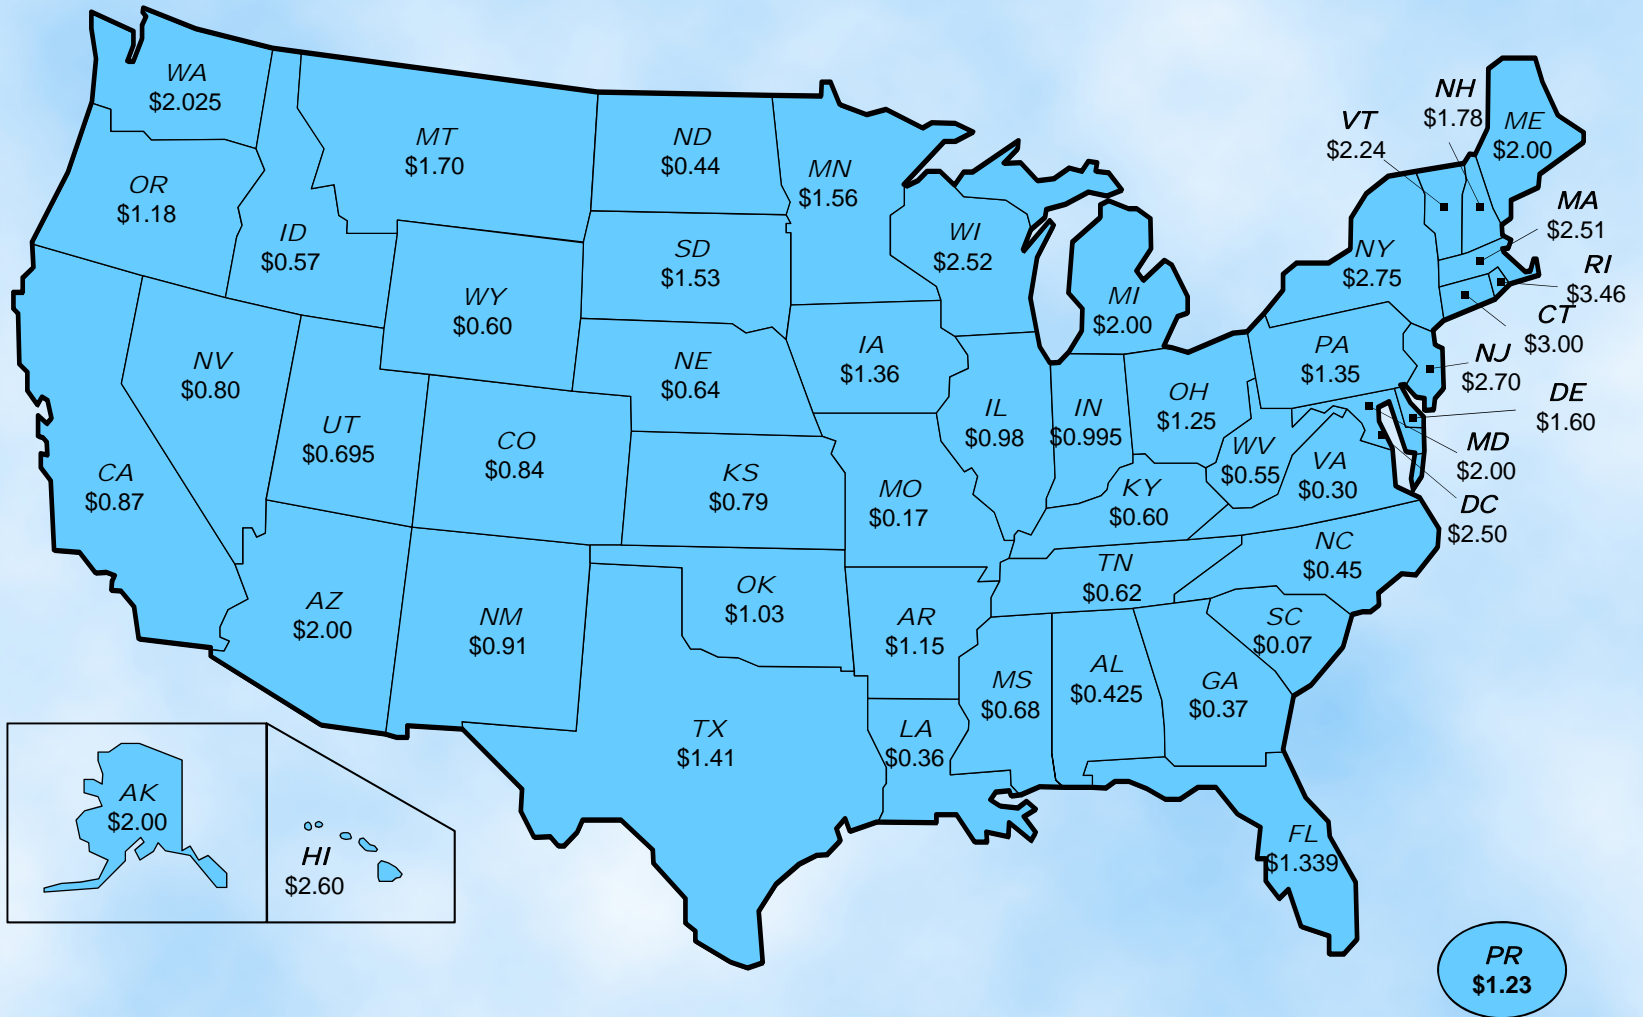 WA
$2.025
MT
$1.70
ND
$0.44
MN
$1.56
OR
$1.18
ID
$0.57
SD
$1.53
WI
$2.52
WY
$0.60
MI
$2.00
NV
$0.80
NE
$0.64
IA
$1.36
UT
$0.695
CO
$0.84
IL
$0.98
IN
$0.995
OH
$1.25
PA
$1.35
NY
$2.75
VT
$2.24
NH
$1.78
ME
$2.00
MA
$2.51
RI
$3.46
CT
$3.00
NJ
$2.70
DE
$1.60
MD
$2.00
DC
$2.50
CA
$0.87
KS
$0.79
MO
$0.17
KY
$0.60
WV
$0.55
VA
$0.30
NC
$0.45
TN
$0.62
AZ
$2.00
NM
$0.91
OK
$1.03
AR
$1.15
SC
$0.07
MS
$0.68
AL
$0.425
GA
$0.37
TX
$1.41
LA
$0.36
FL
$1.339
AK
$2.00
HI
$2.60
PR
$1.23